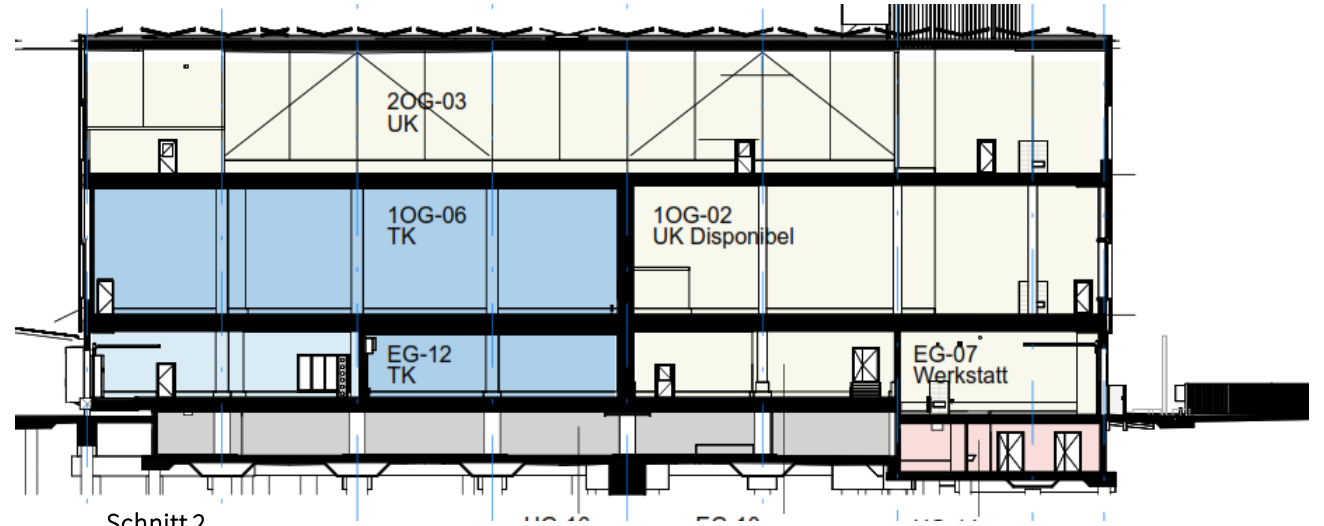 2OG-03
UK
1OG-06
TK
1OG-02
UK Disponibel
EG-12
TK
EG-07
Werkstatt
Schnitt 2